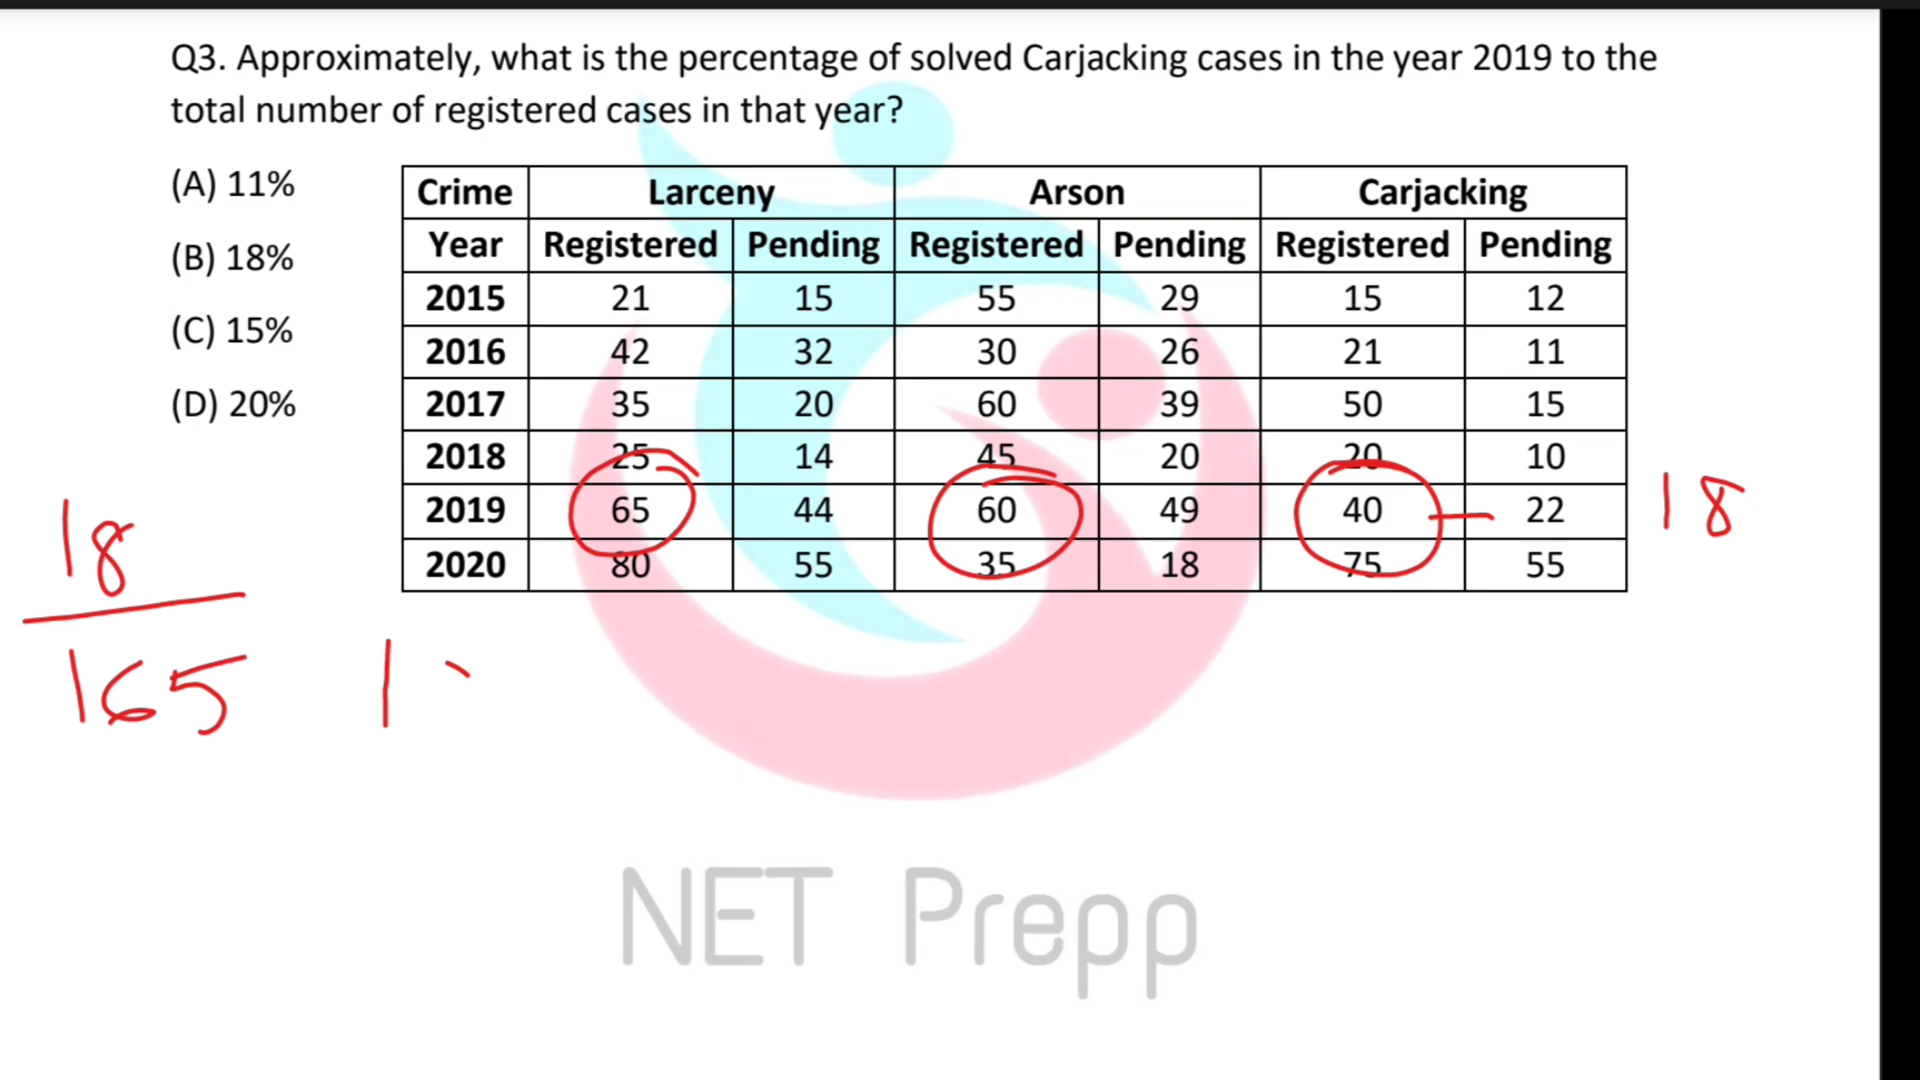 Q3. Approximately, what is the percentage of solved Carjacking cases in the year 2019 to the
total number of registered cases in that year?
(A) 11%
(B) 18%
(C) 15%
(D) 20%
Crime Larceny Arson Carjacking
Year Registered Pending Registered Pending Registered Pending
2015 21 15 55 29 15 12
2016 42 32 30 26 21 11
2017 35 20 60 39 50 15
2018 25 14 45 20 20 10
2019 65 44 60 49 40 — 22 18
2020 80 55 35 18 75 55
18
165 1
NET Prepp